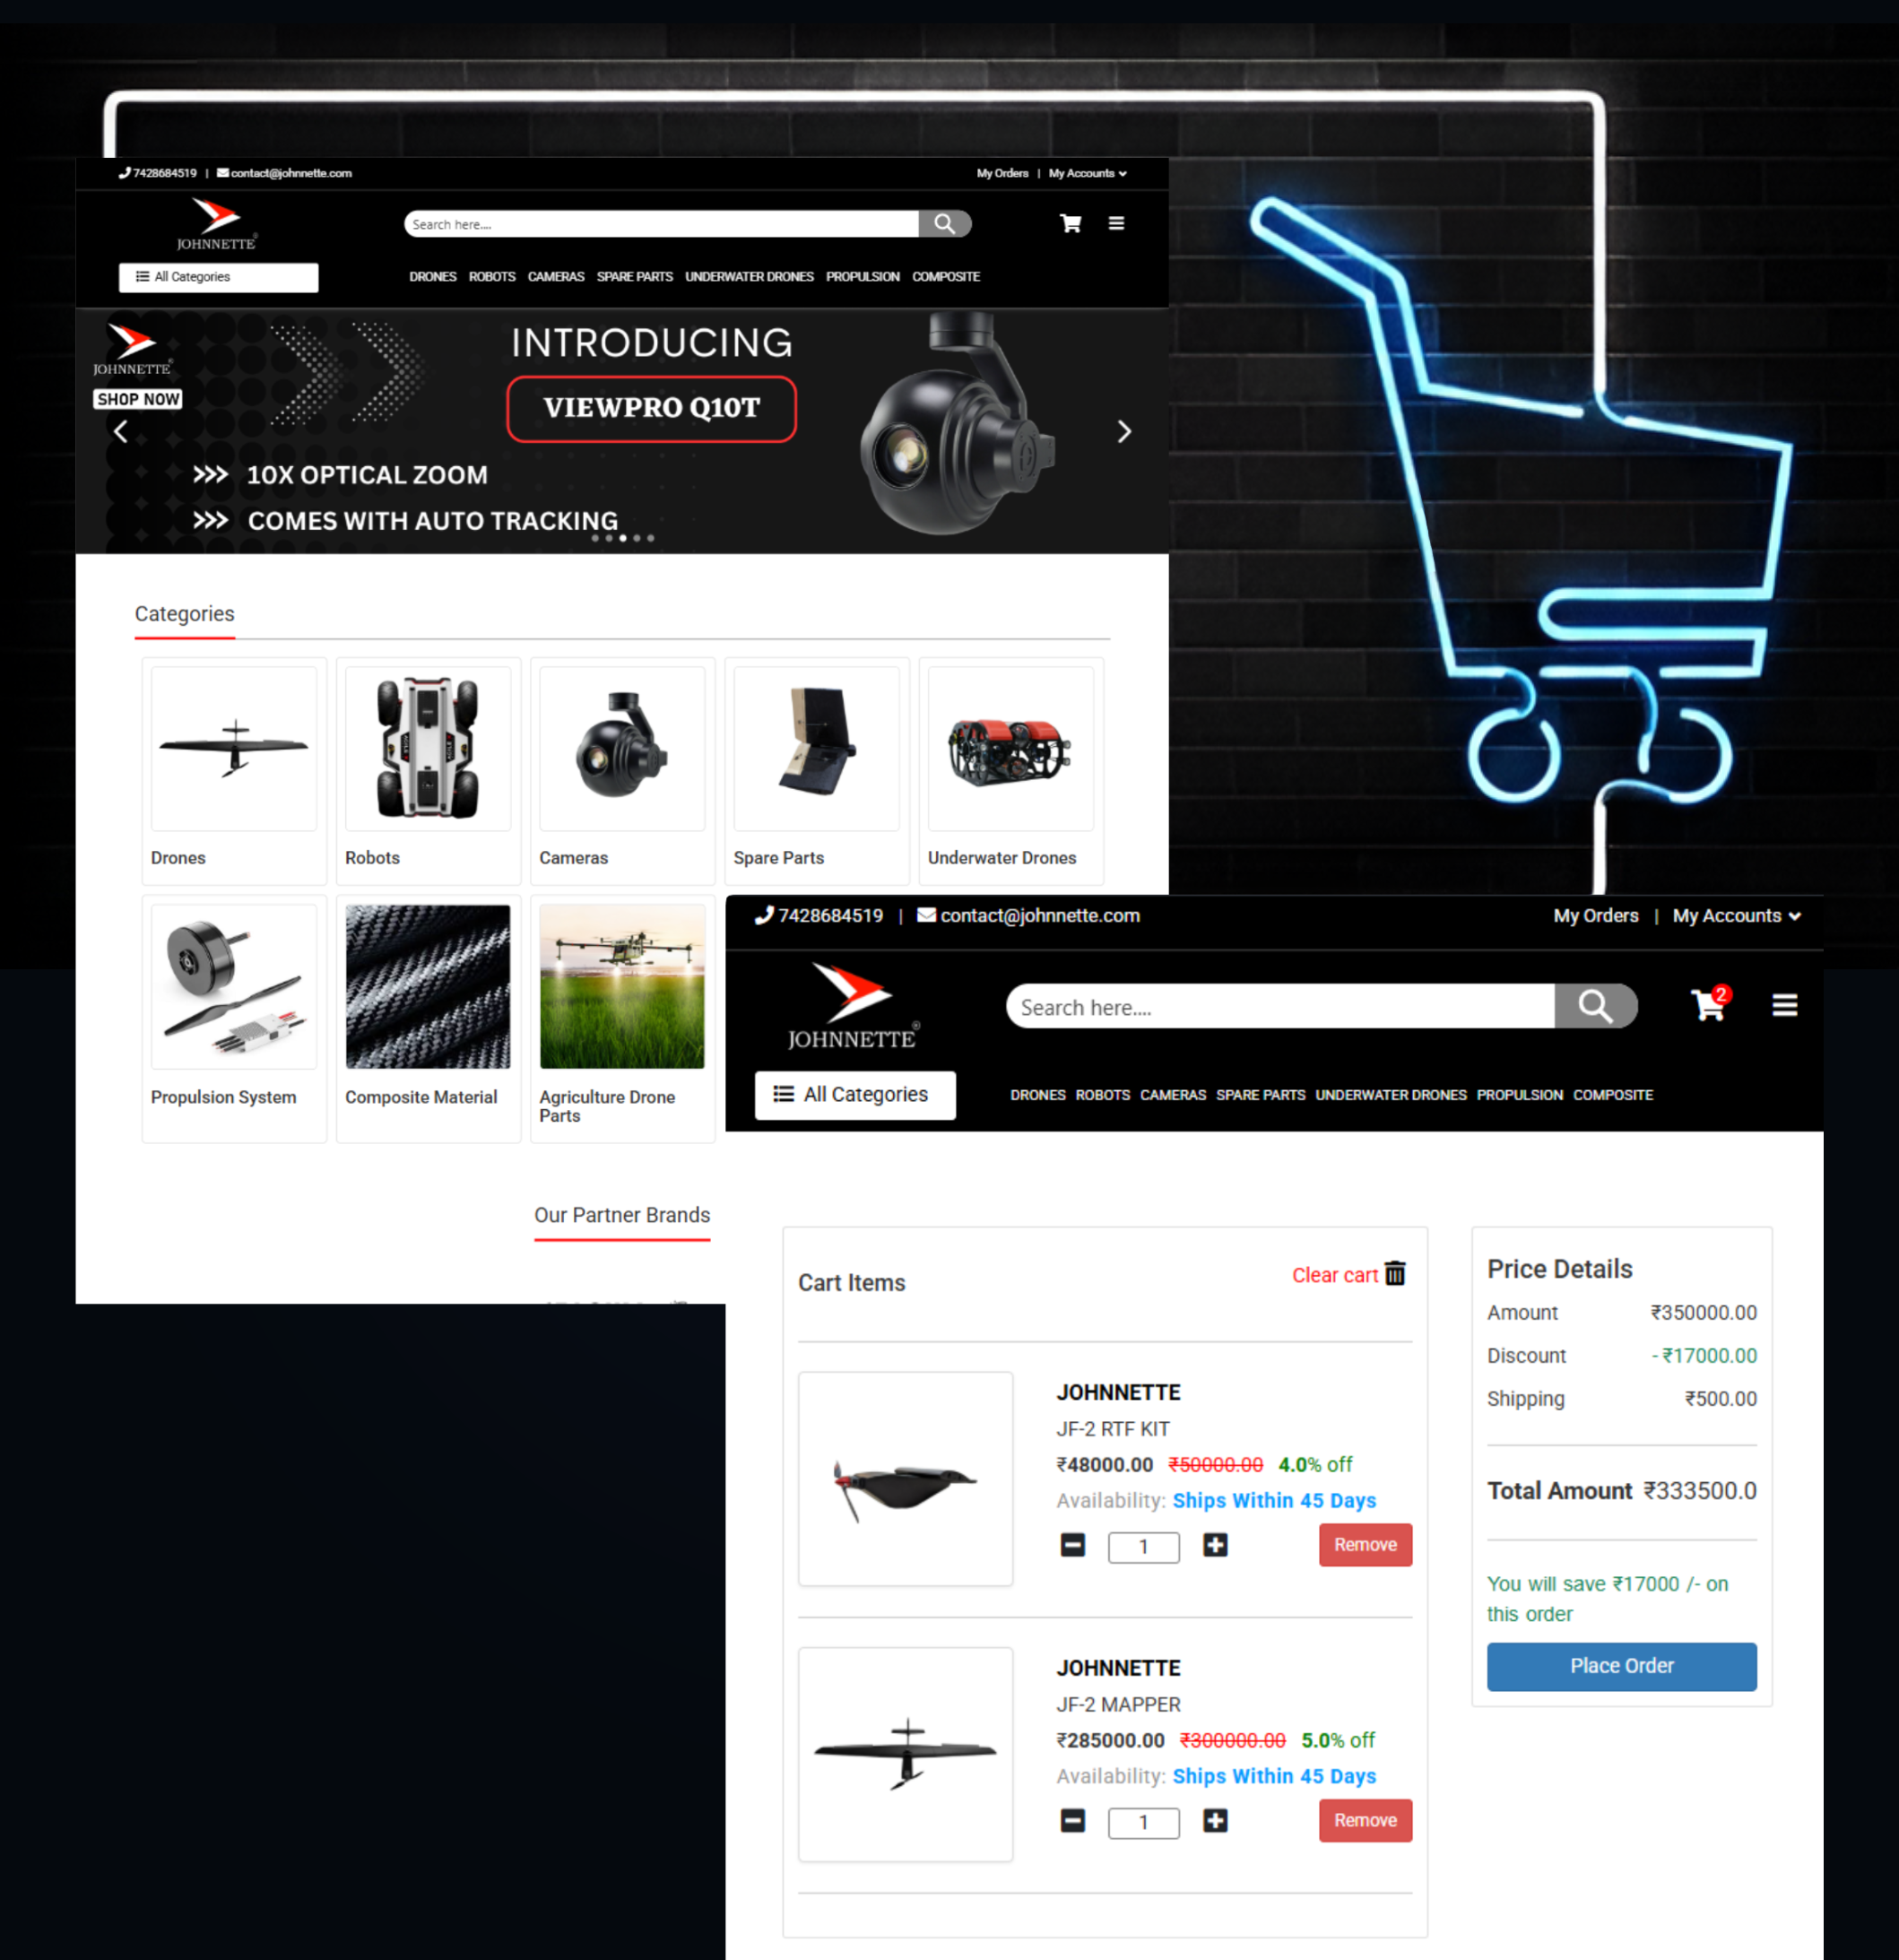 7428684519 | contact@johnnette.com
My Orders | My Accounts
JOHNNETTE®
Search here....
All Categories
DRONES ROBOTS CAMERAS SPARE PARTS UNDERWATER DRONES PROPULSION COMPOSITE
JOHNNETTE®
SHOP NOW
INTRODUCING
VIEWPRO Q10T
>>> 10X OPTICAL ZOOM
>>> COMES WITH AUTO TRACKING
Categories
Drones
Robots
Cameras
Spare Parts
Underwater Drones
Propulsion System
Composite Material
Agriculture Drone
Parts
Our Partner Brands
7428684519 | contact@johnnette.com
My Orders | My Accounts
JOHNNETTE®
Search here....
2
All Categories
DRONES ROBOTS CAMERAS SPARE PARTS UNDERWATER DRONES PROPULSION COMPOSITE
Cart Items
Clear cart
JOHNNETTE
JF-2 RTF KIT
₹48000.00 ₹50000.00 4.0% off
Availability: Ships Within 45 Days
1
Remove
JOHNNETTE
JF-2 MAPPER
₹285000.00 ₹300000.00 5.0% off
Availability: Ships Within 45 Days
1
Remove
Price Details
Amount ₹350000.00
Discount - ₹17000.00
Shipping ₹500.00
Total Amount ₹333500.0
You will save ₹17000 /- on
this order
Place Order